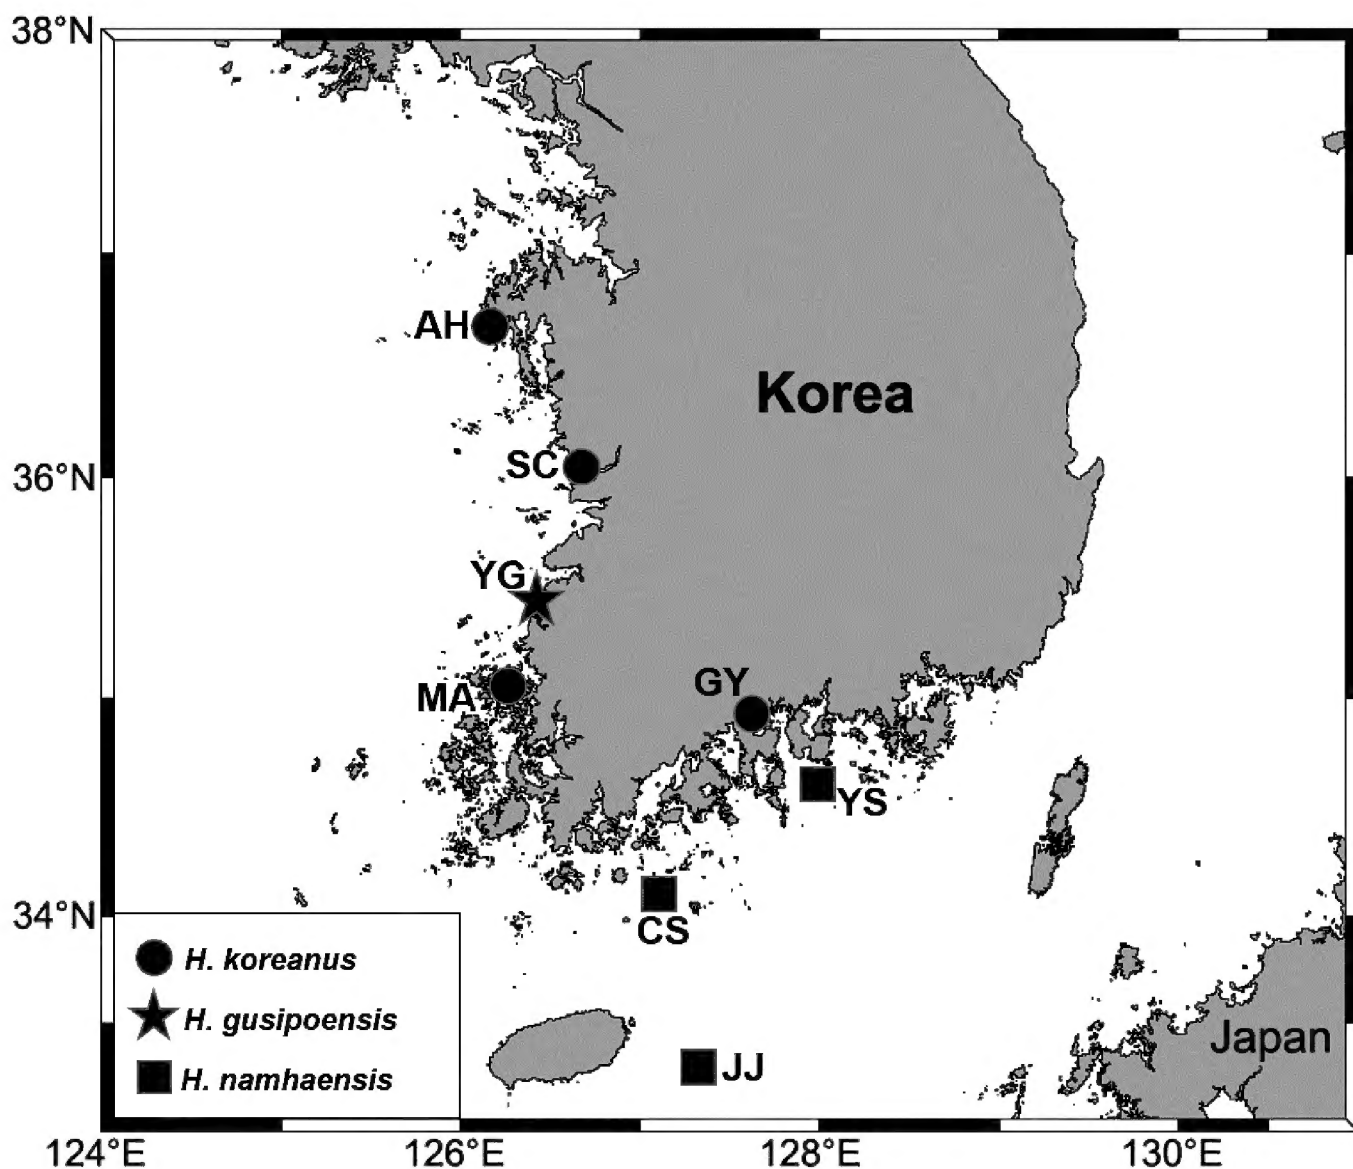 38°N
AH
Korea
SC
36°N
YG
MA
GY
YS
34°N
CS
H. koreanus
H. gusipoensis
H. namhaensis
JJ
Japan
124°E
126°E
128°E
130°E